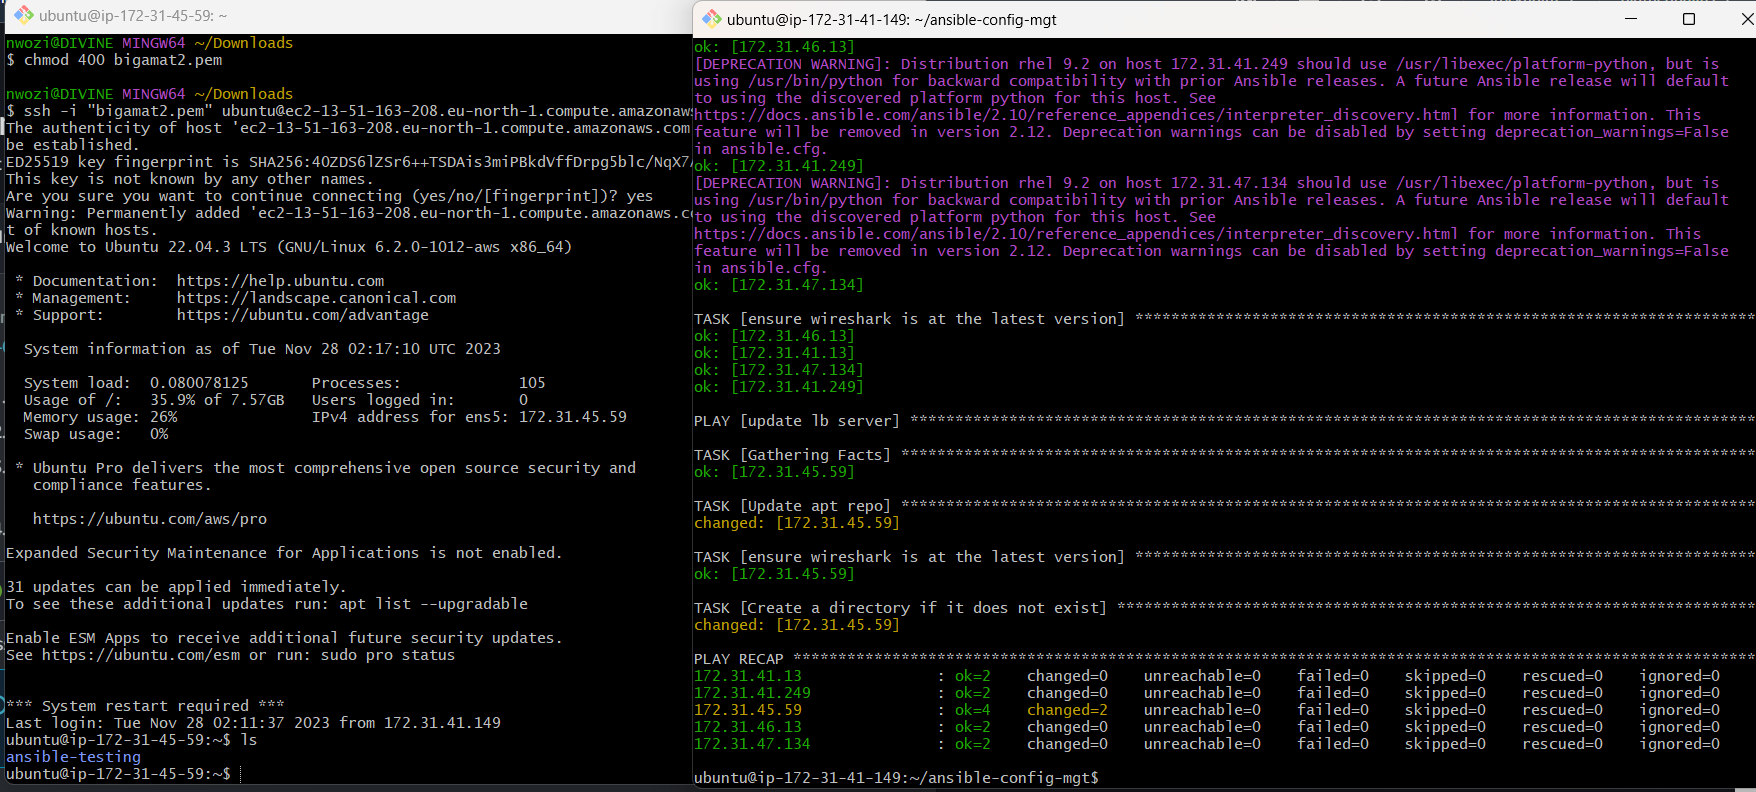 ubuntu@ip-172-31-45-59: ~
nwozi@DIVINE MINGW64 ~/Downloads
$ chmod 400 bigamat2.pem
nwozi@DIVINE MINGW64 ~/Downloads
$ ssh -i "bigamat2.pem" ubuntu@ec2-13-51-163-208.eu-north-1.compute.amazonaws
The authenticity of host 'ec2-13-51-163-208.eu-north-1.compute.amazonaws.com
be established.
ED25519 key fingerprint is SHA256:4OZDS6lZSr6++TSDAis3miPBkdVffDrpg5blc/NqX7/
This key is not known by any other names.
Are you sure you want to continue connecting (yes/no/[fingerprint])? yes
Warning: Permanently added 'ec2-13-51-163-208.eu-north-1.compute.amazonaws.co
t of known hosts.
Welcome to Ubuntu 22.04.3 LTS (GNU/Linux 6.2.0-1012-aws x86_64)
* Documentation:  https://help.ubuntu.com
* Management:     https://landscape.canonical.com
* Support:        https://ubuntu.com/advantage
System information as of Tue Nov 28 02:17:10 UTC 2023
System load:  0.080078125       Processes:             105
Usage of /:   35.9% of 7.57GB   Users logged in:       0
Memory usage: 26%               IPv4 address for ens5: 172.31.45.59
Swap usage:   0%
* Ubuntu Pro delivers the most comprehensive open source security and
compliance features.
https://ubuntu.com/aws/pro
Expanded Security Maintenance for Applications is not enabled.
31 updates can be applied immediately.
To see these additional updates run: apt list --upgradable
Enable ESM Apps to receive additional future security updates.
See https://ubuntu.com/esm or run: sudo pro status
*** System restart required ***
Last login: Tue Nov 28 02:11:37 2023 from 172.31.41.149
ubuntu@ip-172-31-45-59:~$ ls
ansible-testing
ubuntu@ip-172-31-45-59:~$
ubuntu@ip-172-31-41-149: ~/ansible-config-mgt
ok: [172.31.46.13]
[DEPRECATION WARNING]: Distribution rhel 9.2 on host 172.31.41.249 should use /usr/libexec/platform-python, but is
using /usr/bin/python for backward compatibility with prior Ansible releases. A future Ansible release will default
to using the discovered platform python for this host. See
https://docs.ansible.com/ansible/2.10/reference_appendices/interpreter_discovery.html for more information. This
feature will be removed in version 2.12. Deprecation warnings can be disabled by setting deprecation_warnings=False
in ansible.cfg.
ok: [172.31.41.249]
[DEPRECATION WARNING]: Distribution rhel 9.2 on host 172.31.47.134 should use /usr/libexec/platform-python, but is
using /usr/bin/python for backward compatibility with prior Ansible releases. A future Ansible release will default
to using the discovered platform python for this host. See
https://docs.ansible.com/ansible/2.10/reference_appendices/interpreter_discovery.html for more information. This
feature will be removed in version 2.12. Deprecation warnings can be disabled by setting deprecation_warnings=False
in ansible.cfg.
ok: [172.31.47.134]
TASK [ensure wireshark is at the latest version] *********************************************************************
ok: [172.31.46.13]
ok: [172.31.41.13]
ok: [172.31.47.134]
ok: [172.31.41.249]
PLAY [update lb server] **********************************************************************************************
TASK [Gathering Facts] ***********************************************************************************************
ok: [172.31.45.59]
TASK [Update apt repo] ***********************************************************************************************
changed: [172.31.45.59]
TASK [ensure wireshark is at the latest version] *********************************************************************
ok: [172.31.45.59]
TASK [Create a directory if it does not exist] ***********************************************************************
changed: [172.31.45.59]
PLAY RECAP ***********************************************************************************************************
172.31.41.13               : ok=2    changed=0    unreachable=0    failed=0    skipped=0    rescued=0    ignored=0
172.31.41.249              : ok=2    changed=0    unreachable=0    failed=0    skipped=0    rescued=0    ignored=0
172.31.45.59               : ok=4    changed=2    unreachable=0    failed=0    skipped=0    rescued=0    ignored=0
172.31.46.13               : ok=2    changed=0    unreachable=0    failed=0    skipped=0    rescued=0    ignored=0
172.31.47.134              : ok=2    changed=0    unreachable=0    failed=0    skipped=0    rescued=0    ignored=0
ubuntu@ip-172-31-41-149:~/ansible-config-mgt$